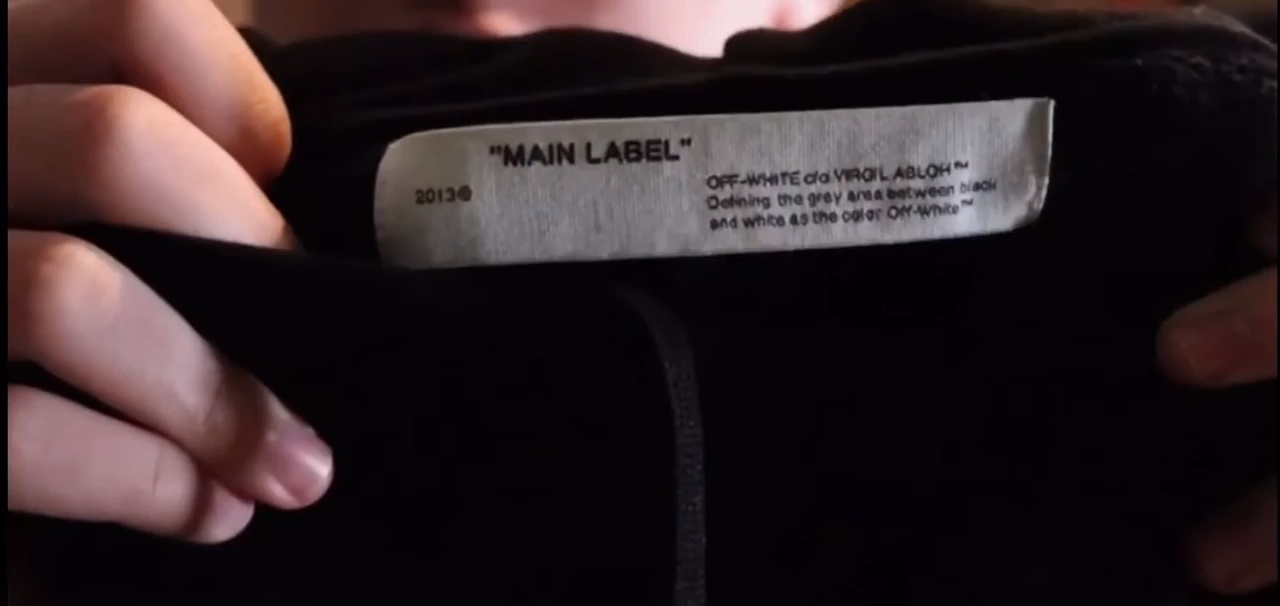 "MAIN LABEL"
2013©
OFF-WHITE c/o VIRGIL ABLOH™
Defining the gray area between black
and white as the color Off-White™